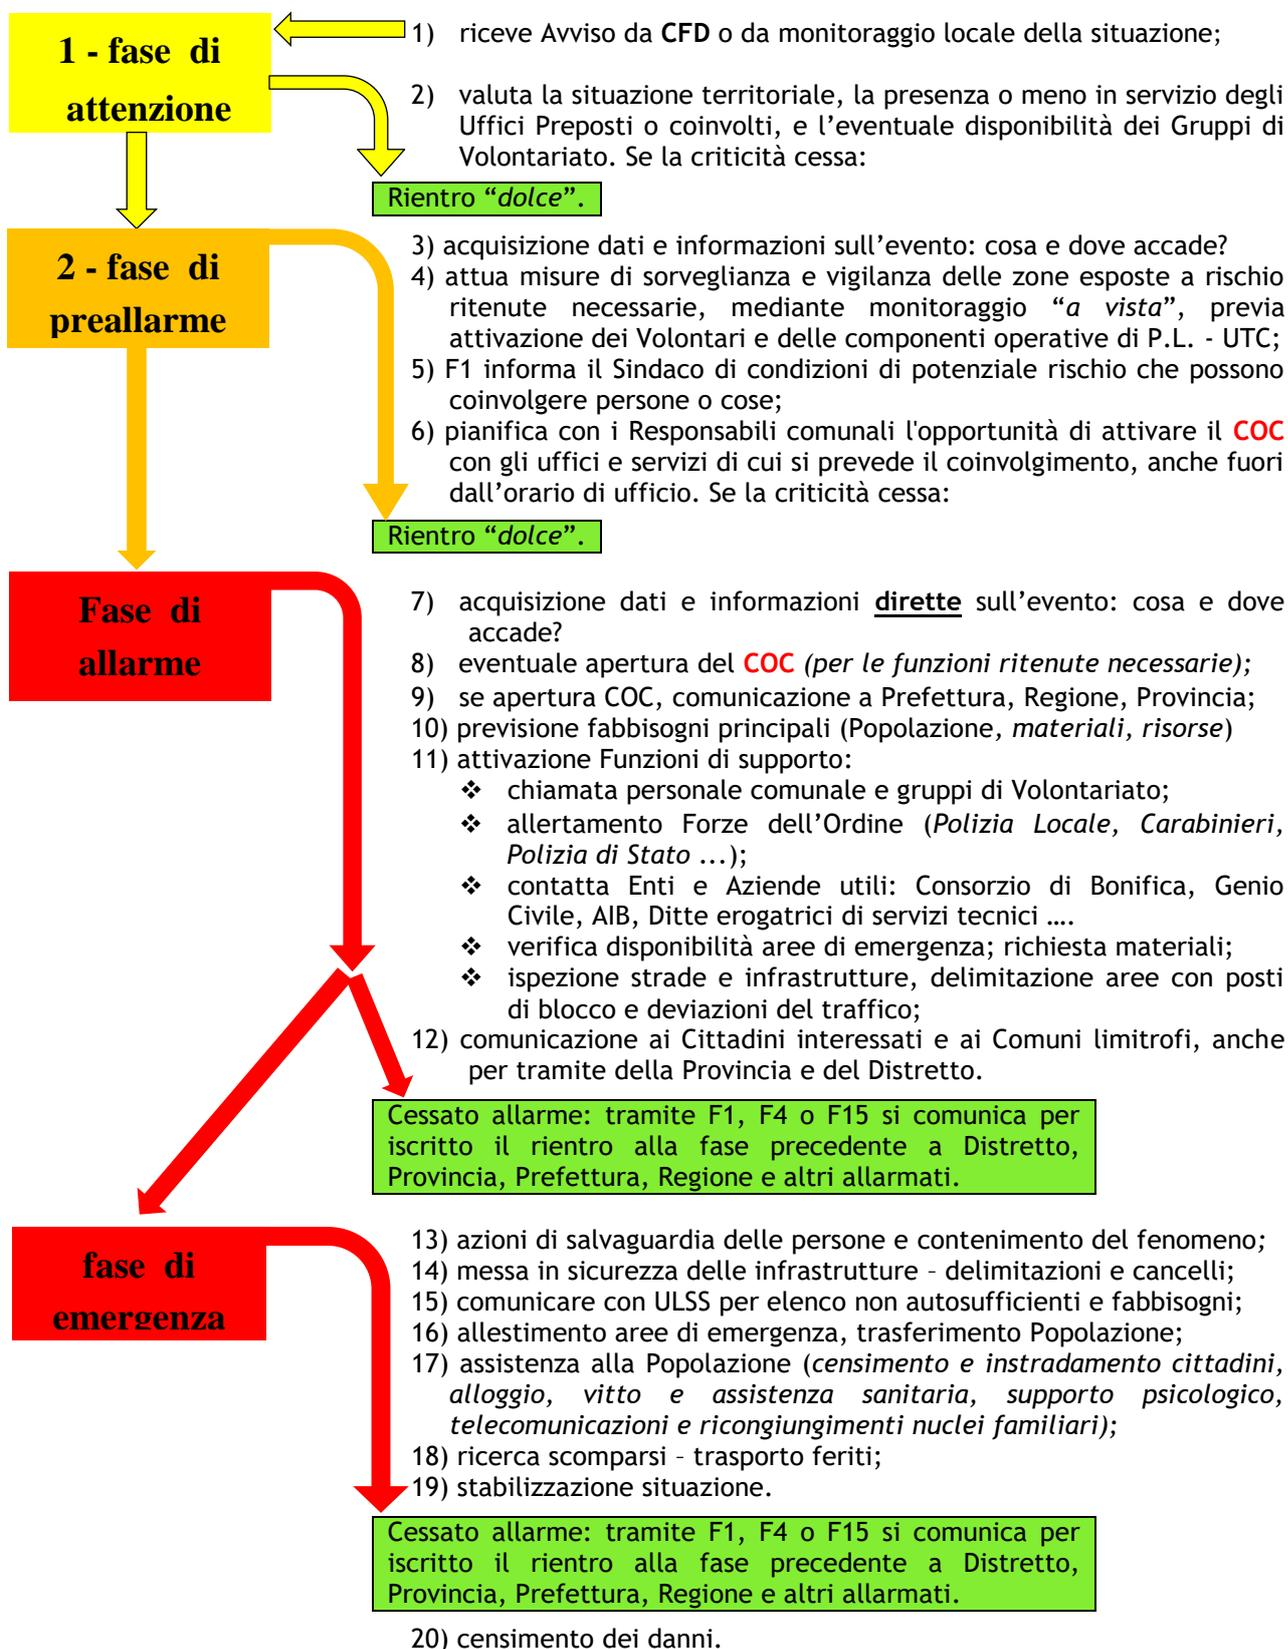 1 - fase di
attenzione
1) riceve Avviso da CFD o da monitoraggio locale della situazione;
2) valuta la situazione territoriale, la presenza o meno in servizio degli
Uffici Preposti o coinvolti, e l’eventuale disponibilità dei Gruppi di
Volontariato. Se la criticità cessa:
Rientro “dolce”.
2 - fase di
preallarme
3) acquisizione dati e informazioni sull’evento: cosa e dove accade?
4) attua misure di sorveglianza e vigilanza delle zone esposte a rischio
ritenute necessarie, mediante monitoraggio “a vista”, previa
attivazione dei Volontari e delle componenti operative di P.L. - UTC;
5) F1 informa il Sindaco di condizioni di potenziale rischio che possono
coinvolgere persone o cose;
6) pianifica con i Responsabili comunali l'opportunità di attivare il COC
con gli uffici e servizi di cui si prevede il coinvolgimento, anche fuori
dall’orario di ufficio. Se la criticità cessa:
Rientro “dolce”.
Fase di
allarme
7) acquisizione dati e informazioni dirette sull’evento: cosa e dove
accade?
8) eventuale apertura del COC (per le funzioni ritenute necessarie);
9) se apertura COC, comunicazione a Prefettura, Regione, Provincia;
10) previsione fabbisogni principali (Popolazione, materiali, risorse)
11) attivazione Funzioni di supporto:
❖ chiamata personale comunale e gruppi di Volontariato;
❖ allertamento Forze dell’Ordine (Polizia Locale, Carabinieri,
Polizia di Stato ...);
❖ contatta Enti e Aziende utili: Consorzio di Bonifica, Genio
Civile, AIB, Ditte erogatrici di servizi tecnici ….
❖ verifica disponibilità aree di emergenza; richiesta materiali;
❖ ispezione strade e infrastrutture, delimitazione aree con posti
di blocco e deviazioni del traffico;
12) comunicazione ai Cittadini interessati e ai Comuni limitrofi, anche
per tramite della Provincia e del Distretto.
Cessato allarme: tramite F1, F4 o F15 si comunica per
iscritto il rientro alla fase precedente a Distretto,
Provincia, Prefettura, Regione e altri allarmati.
fase di
emergenza
13) azioni di salvaguardia delle persone e contenimento del fenomeno;
14) messa in sicurezza delle infrastrutture – delimitazioni e cancelli;
15) comunicare con ULSS per elenco non autosufficienti e fabbisogni;
16) allestimento aree di emergenza, trasferimento Popolazione;
17) assistenza alla Popolazione (censimento e instradamento cittadini,
alloggio, vitto e assistenza sanitaria, supporto psicologico,
telecomunicazioni e ricongiungimenti nuclei familiari);
18) ricerca scomparsi – trasporto feriti;
19) stabilizzazione situazione.
Cessato allarme: tramite F1, F4 o F15 si comunica per
iscritto il rientro alla fase precedente a Distretto,
Provincia, Prefettura, Regione e altri allarmati.
20) censimento dei danni.